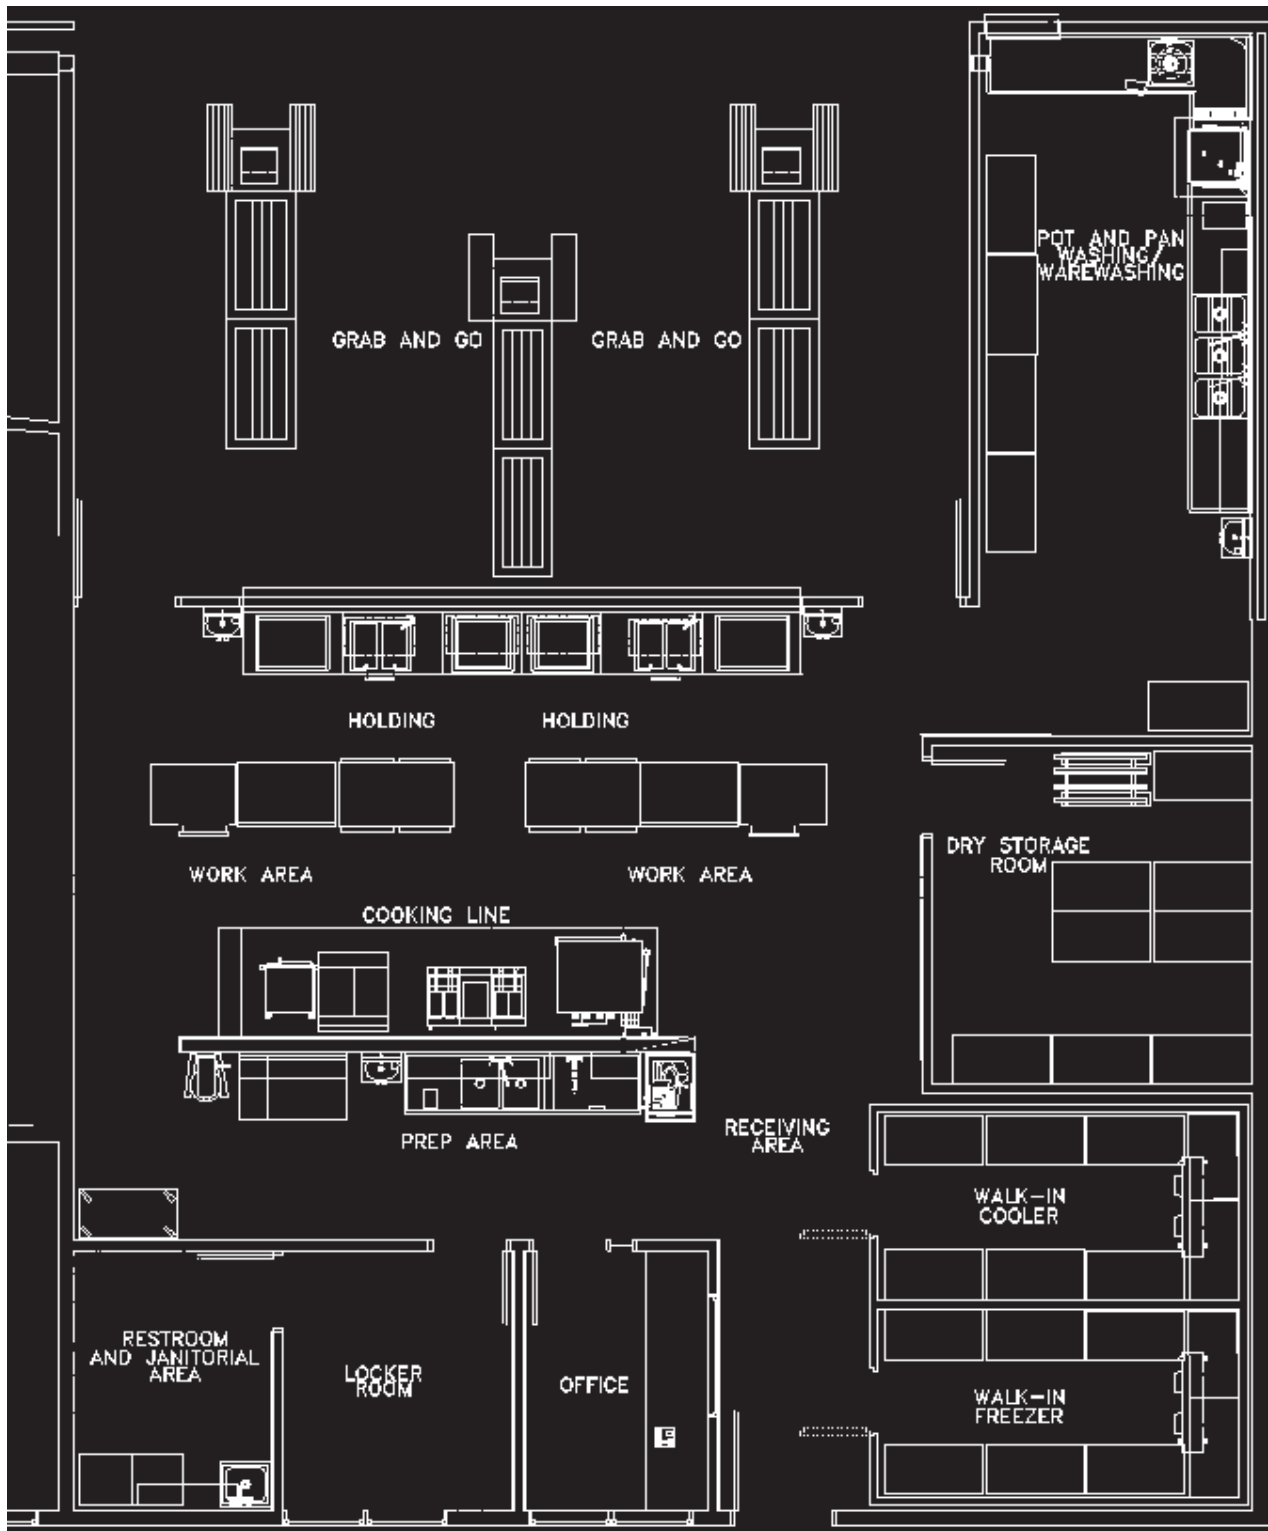 POT AND PAN
WASHING/
WAREWASHING
GRAB AND GO
GRAB AND GO
HOLDING
HOLDING
WORK AREA
WORK AREA
DRY STORAGE
ROOM
COOKING LINE
PREP AREA
RECEIVING
AREA
WALK-IN
COOLER
RESTROOM
AND JANITORIAL
AREA
LOCKER
ROOM
OFFICE
WALK-IN
FREEZER